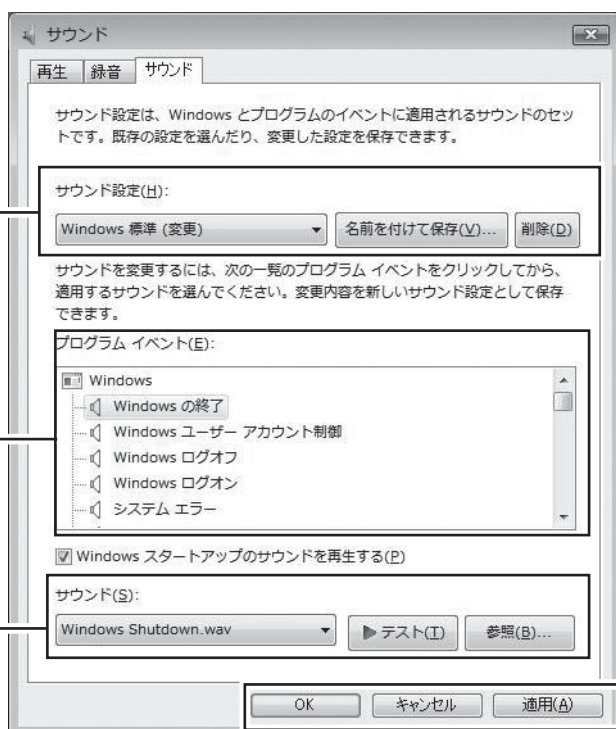 サウンド
再生 録音 サウンド
サウンド設定は、Windows とプログラムのイベントに適用されるサウンドのセッ
トです。既存の設定を選んだり、変更した設定を保存できます。
サウンド設定(H):
Windows 標準 (変更) 名前を付けて保存(V)... 削除(D)
サウンドを変更するには、次の一覧のプログラム イベントをクリックしてから、
適用するサウンドを選んでください。変更内容を新しいサウンド設定として保存
できます。
プログラム イベント(E):
Windows
Windows の終了
Windows ユーザー アカウント制御
Windows ログオフ
Windows ログオン
システム エラー
Windows スタートアップのサウンドを再生する(P)
サウンド(S):
Windows Shutdown.wav テスト(T) 参照(B)...
OK キャンセル 適用(A)